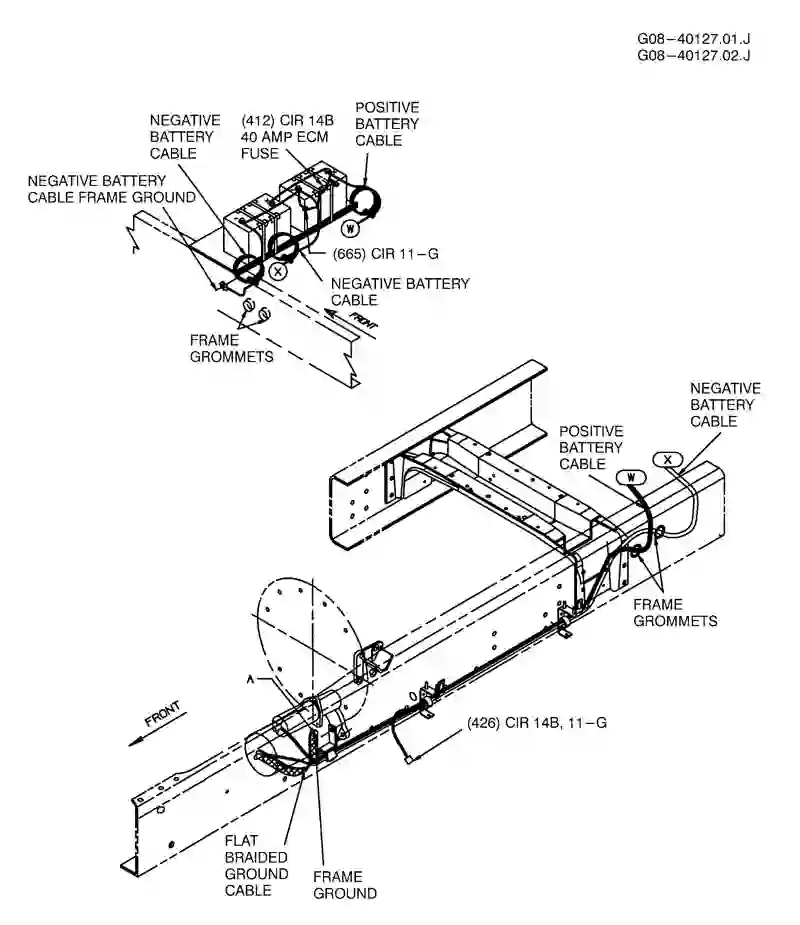 G08-40127.01.J
G08-40127.02.J
NEGATIVE
BATTERY
CABLE
(412) CIR 14B
40 AMP ECM
FUSE
POSITIVE
BATTERY
CABLE
NEGATIVE BATTERY
CABLE FRAME GROUND
W
X
(665) CIR 11-G
NEGATIVE BATTERY
CABLE
FRONT
FRAME
GROMMETS
NEGATIVE
BATTERY
CABLE
POSITIVE
BATTERY
CABLE
W
X
FRAME
GROMMETS
A
FRONT
(426) CIR 14B, 11-G
FLAT
BRAIDED
GROUND
CABLE
FRAME
GROUND